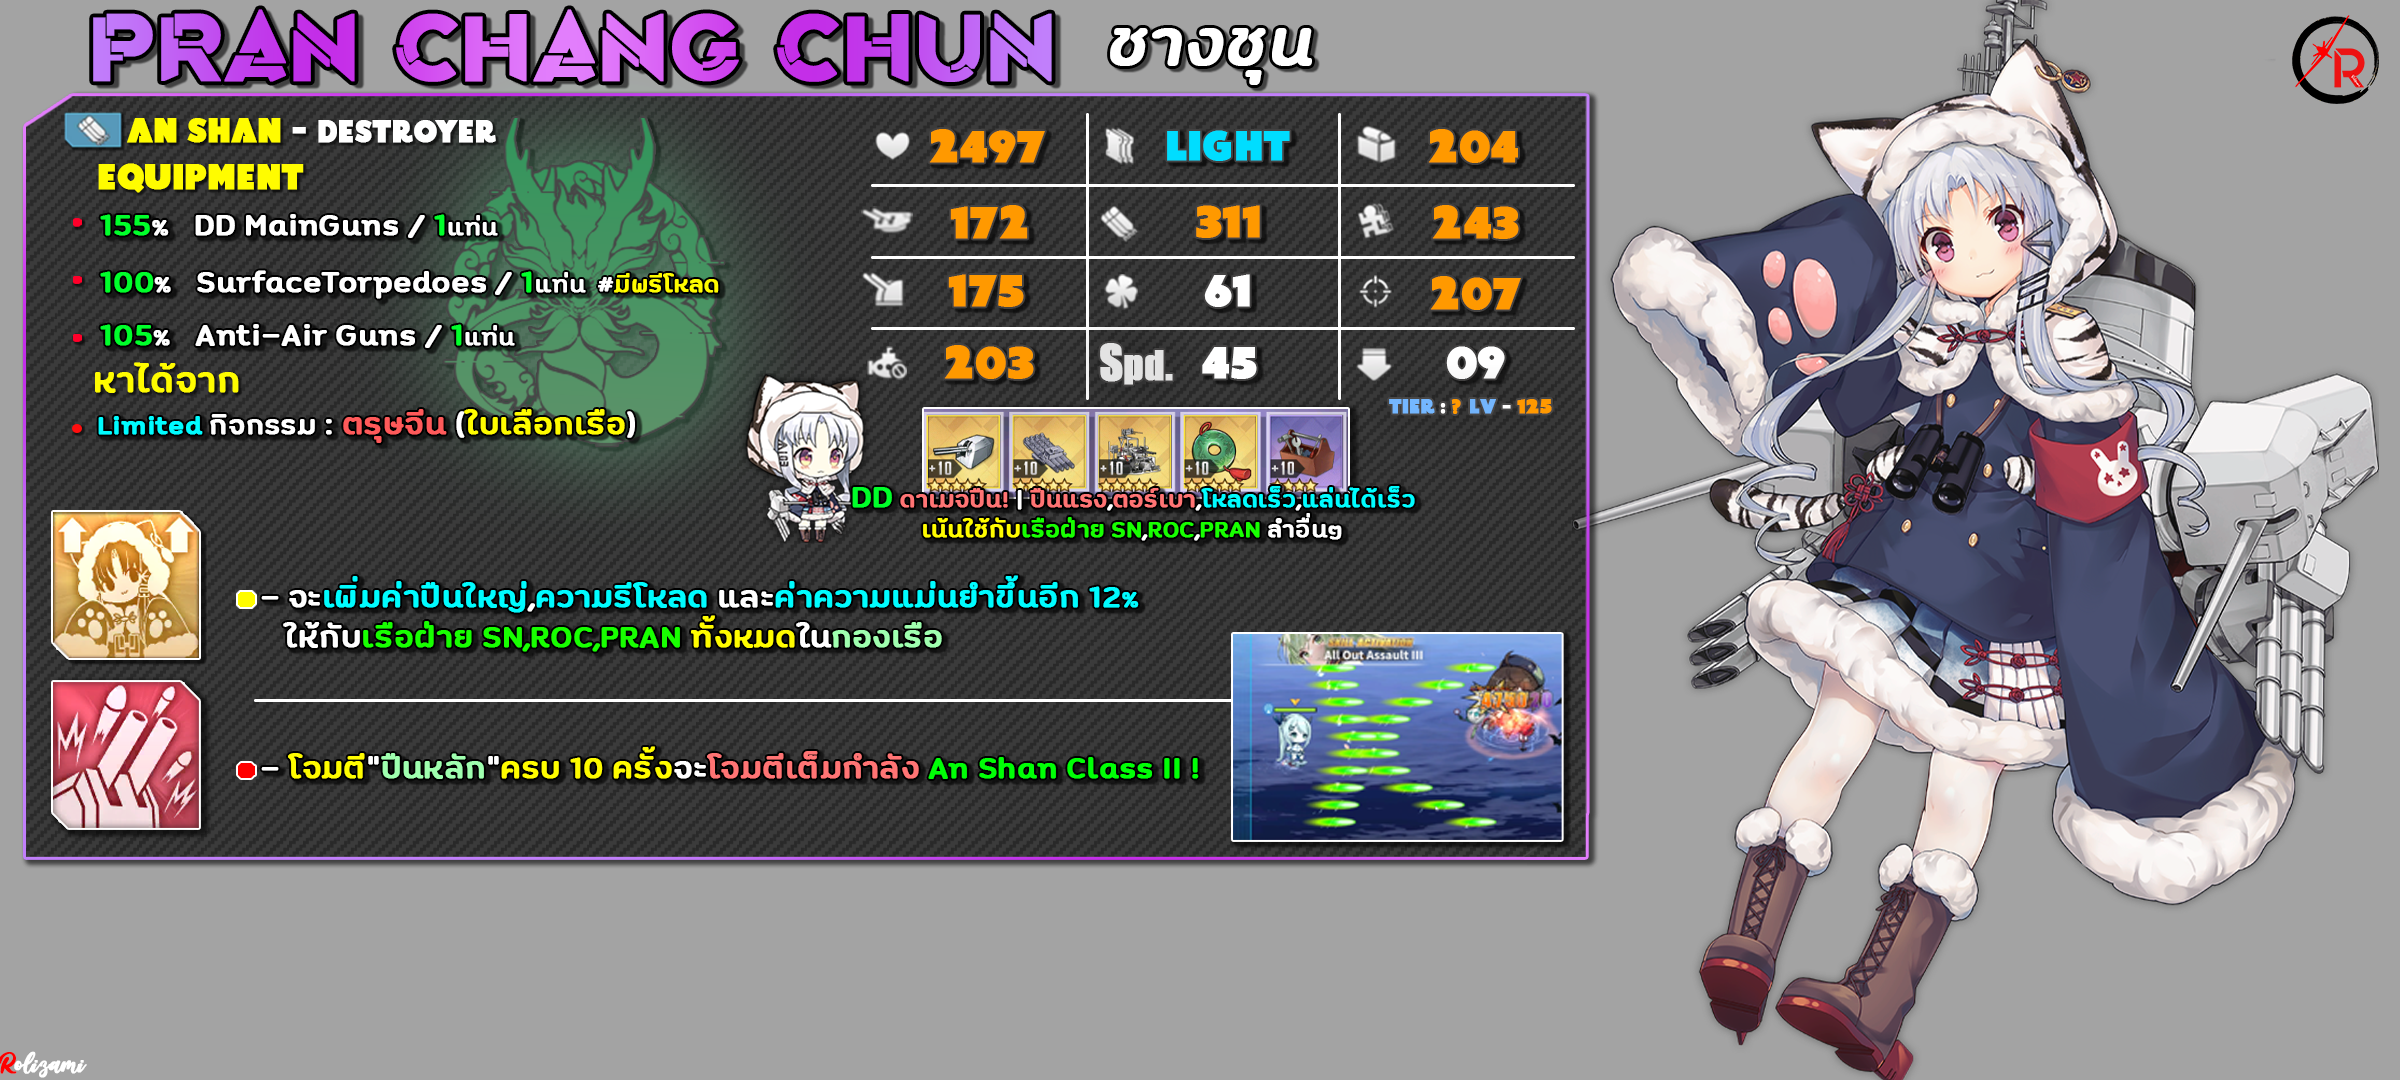 PRAN CHANG CHUN ชางชุน
R
AN SHAN - DESTROYER
EQUIPMENT
155% DD MainGuns / 1แท่น
100% SurfaceTorpedoes / 1แท่น #มีพรีโหลด
105% Anti-Air Guns / 1แท่น
หาได้จาก
Limited กิจกรรม : ตรุษจีน (ใบเลือกเรือ)
2497 LIGHT 204
172 311 243
175 61 207
203 Spd. 45 09
TIER : ? LV - 125
+10 +10 +10 +10 +10
DD ดาเมจปืน! | ปืนแรง,ตอร์เบา,โหลดเร็ว,แล่นได้เร็ว
เน้นใช้กับเรือฝ่าย SN,ROC,PRAN ลำอื่นๆ
- จะเพิ่มค่าปืนใหญ่,ความรีโหลด และค่าความแม่นยำขึ้นอีก 12%
ให้กับเรือฝ่าย SN,ROC,PRAN ทั้งหมดในกองเรือ
SKILL ACTIVATION
All Out Assault III
- โจมตี"ปืนหลัก"ครบ 10 ครั้งจะโจมตีเต็มกำลัง An Shan Class II !
Rolizami